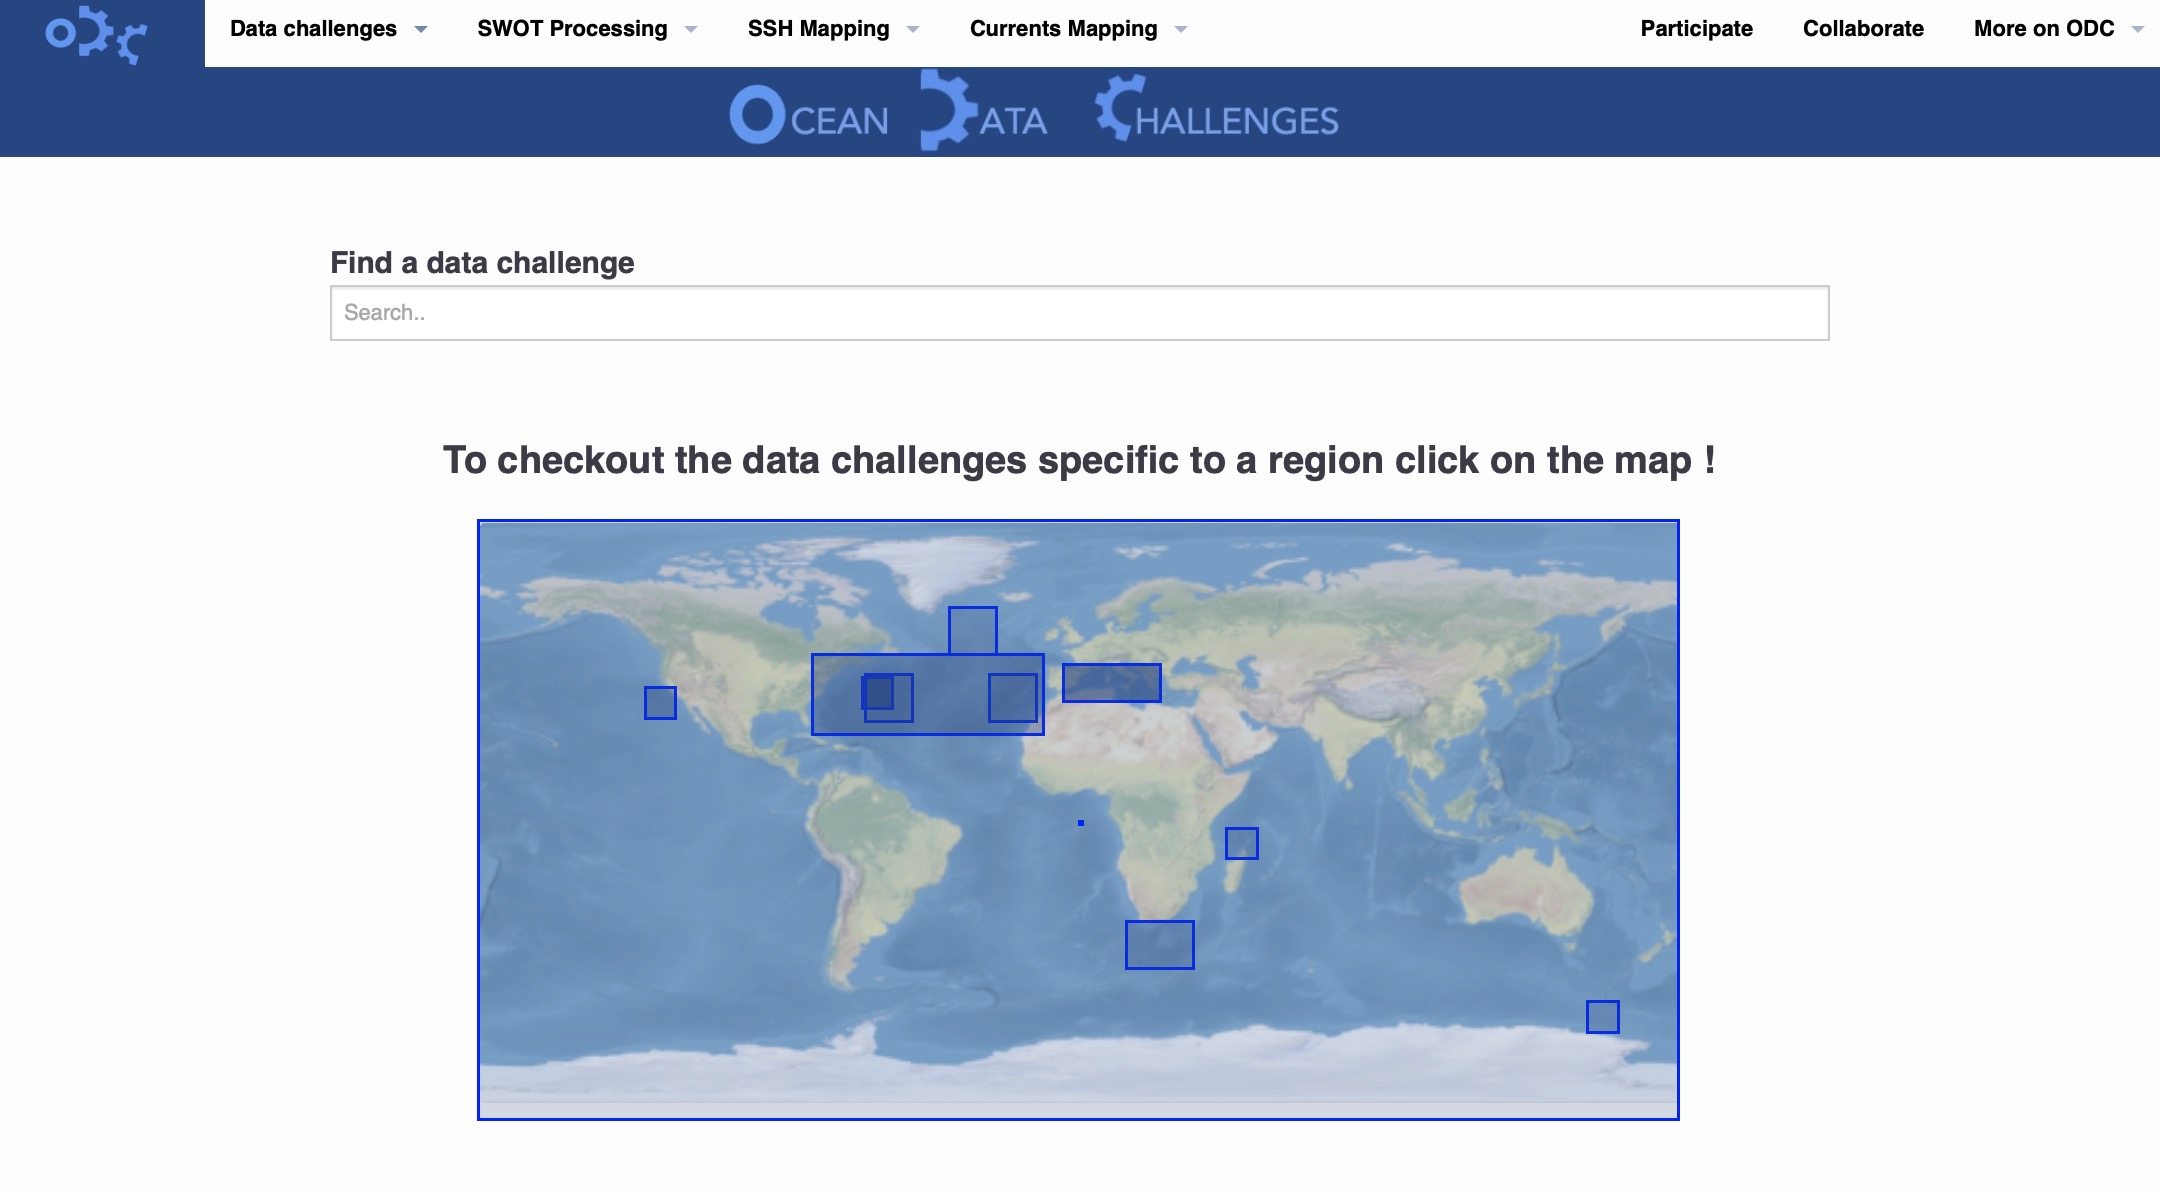 ODC
Data challenges
SWOT Processing
SSH Mapping
Currents Mapping
Participate
Collaborate
More on ODC
OCEAN DATA CHALLENGES
Find a data challenge
Search..
To checkout the data challenges specific to a region click on the map !